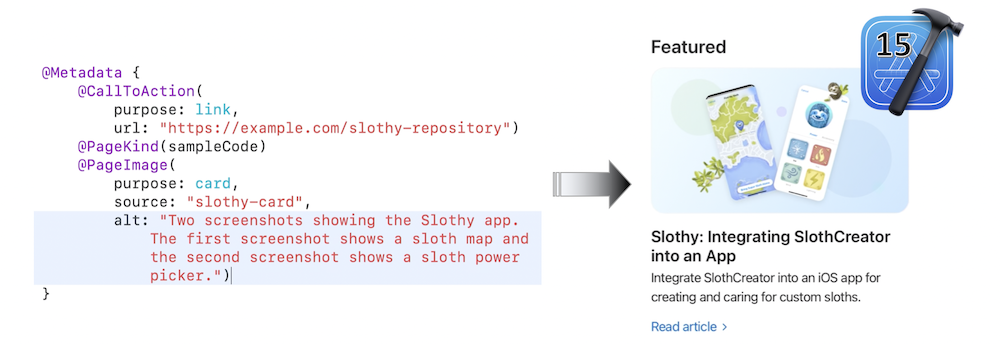 @Metadata {
@CallToAction(
purpose: link,
url: "https://example.com/slothy-repository")
@PageKind(sampleCode)
@PageImage(
purpose: card,
source: "slothy-card",
alt: "Two screenshots showing the Slothy app.
The first screenshot shows a sloth map and
the second screenshot shows a sloth power
picker.")
}
Featured
15
Slothy: Integrating SlothCreator
into an App
Integrate SlothCreator into an iOS app for
creating and caring for custom sloths.
Read article >